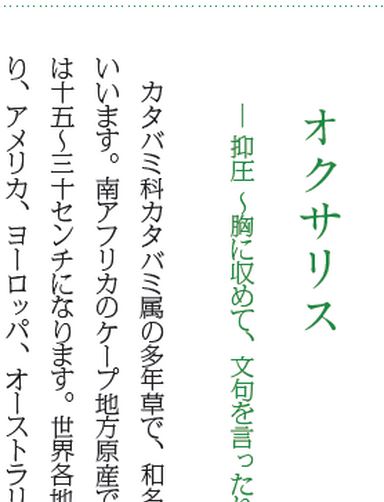 オクサリス
―抑圧 〜胸に収めて、文句を言った
カタバミ科カタバミ属の多年草で、和名
いいます。南アフリカのケープ地方原産で
は十五〜三十センチになります。世界各地
り、アメリカ、ヨーロッパ、オーストラリ